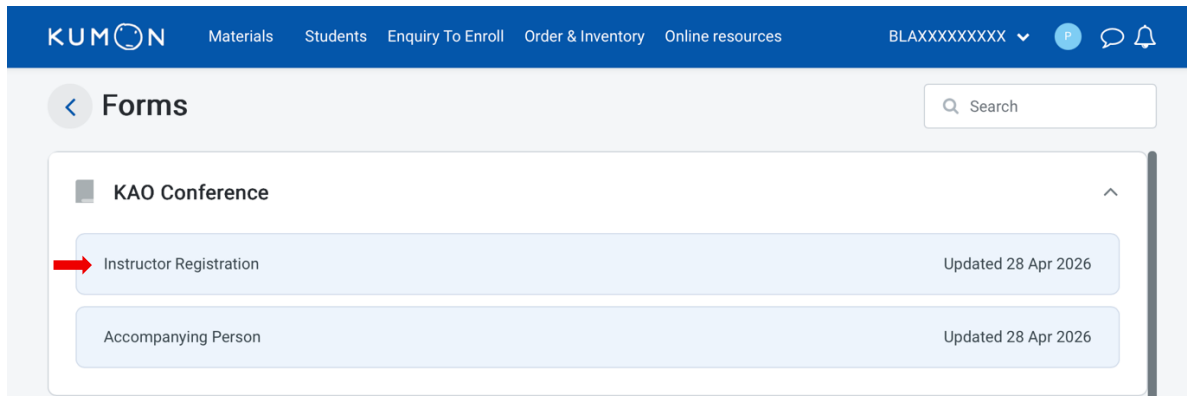 KUMON Materials Students Enquiry To Enroll Order & Inventory Online resources BLAXXXXXXXXX P
Forms Search
KAO Conference
Instructor Registration Updated 28 Apr 2026
Accompanying Person Updated 28 Apr 2026